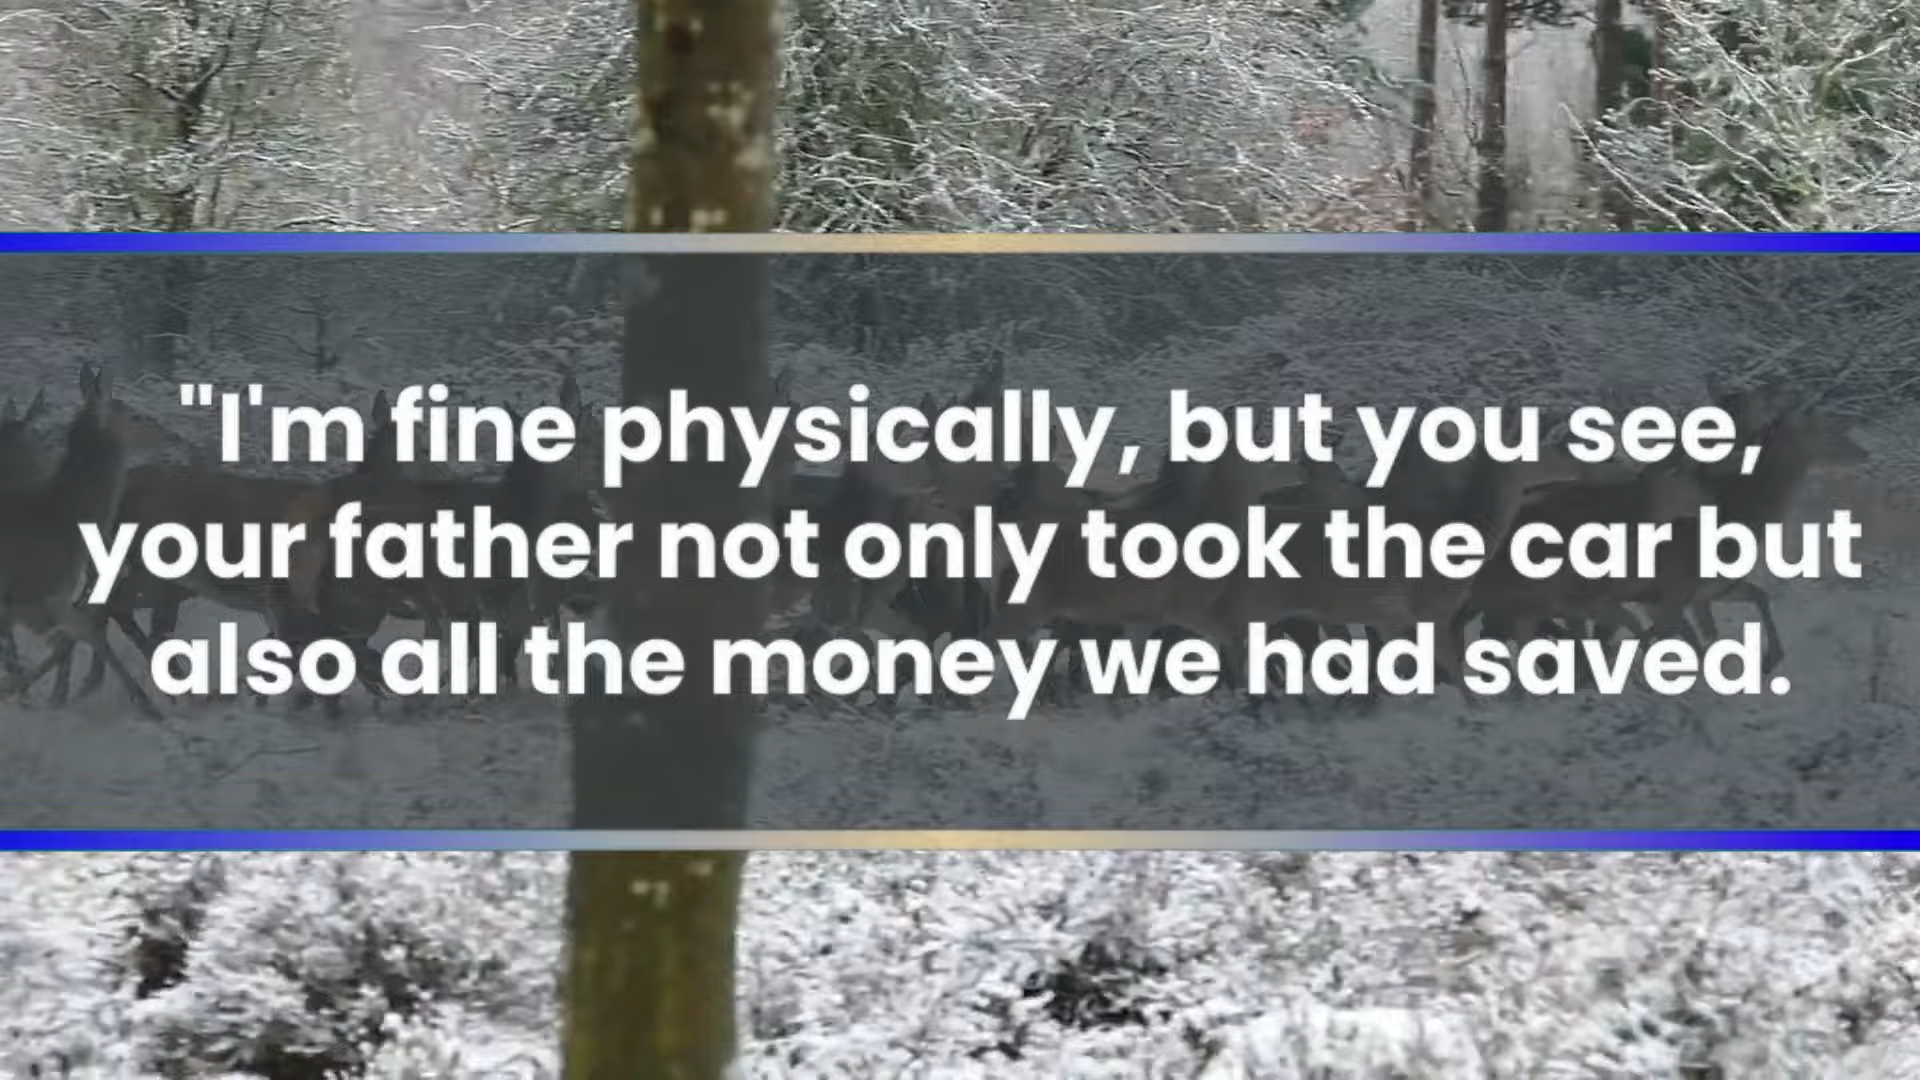 "I'm fine physically, but you see,
your father not only took the car but
also all the money we had saved.